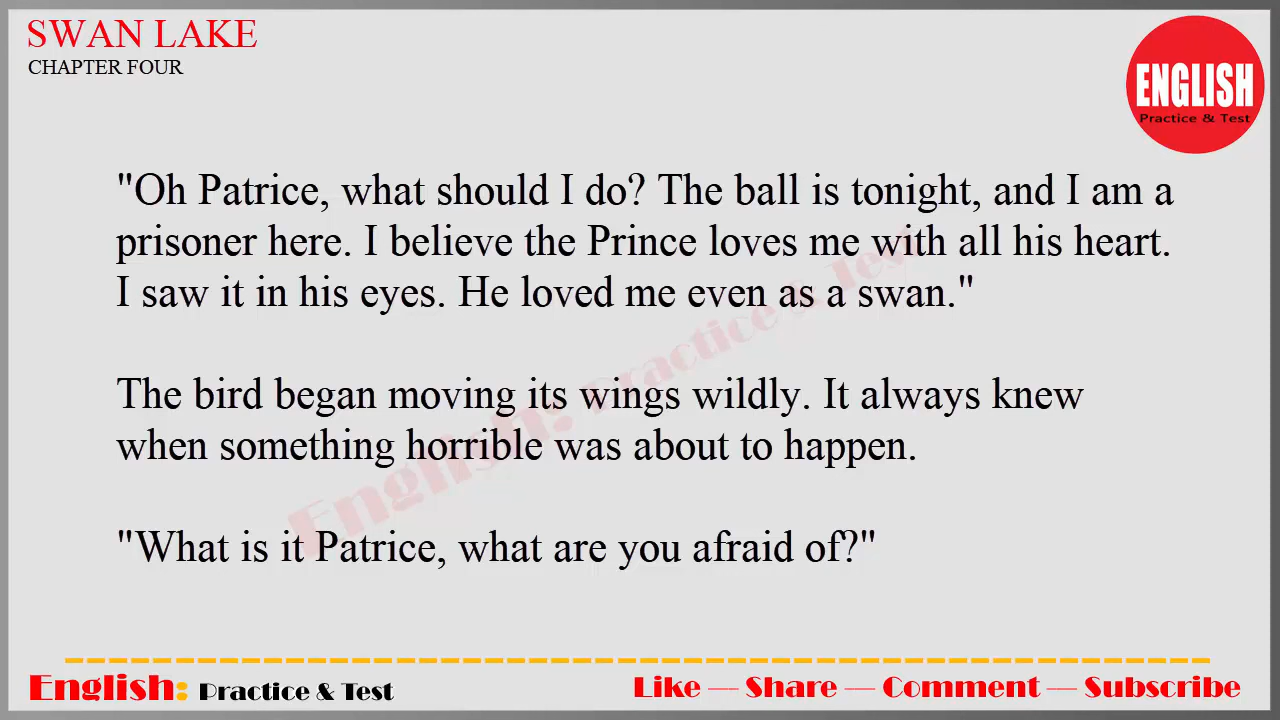 SWAN LAKE
CHAPTER FOUR
ENGLISH
Practice & Test
"Oh Patrice, what should I do? The ball is tonight, and I am a
prisoner here. I believe the Prince loves me with all his heart.
I saw it in his eyes. He loved me even as a swan."
The bird began moving its wings wildly. It always knew
when something horrible was about to happen.
"What is it Patrice, what are you afraid of?"
English: Practice & Test
English: Practice & Test
Like — Share — Comment — Subscribe